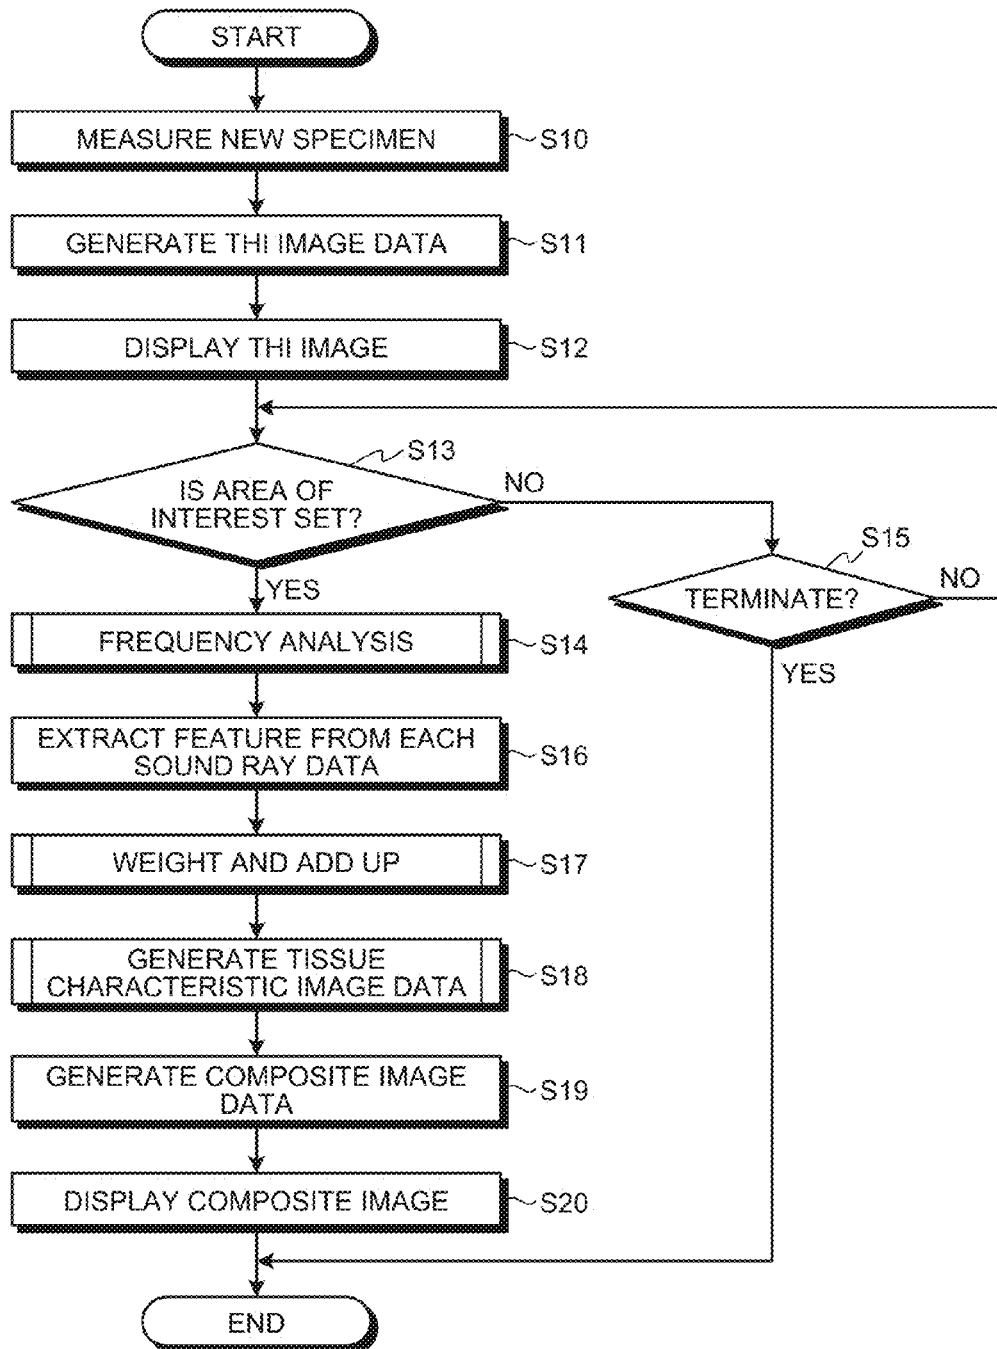 START
MEASURE NEW SPECIMEN
S10
GENERATE THI IMAGE DATA
S11
DISPLAY THI IMAGE
S12
S13
IS AREA OF
INTEREST SET?
NO
YES
S15
TERMINATE?
NO
YES
FREQUENCY ANALYSIS
S14
EXTRACT FEATURE FROM EACH
SOUND RAY DATA
S16
WEIGHT AND ADD UP
S17
GENERATE TISSUE
CHARACTERISTIC IMAGE DATA
S18
GENERATE COMPOSITE IMAGE
DATA
S19
DISPLAY COMPOSITE IMAGE
S20
END